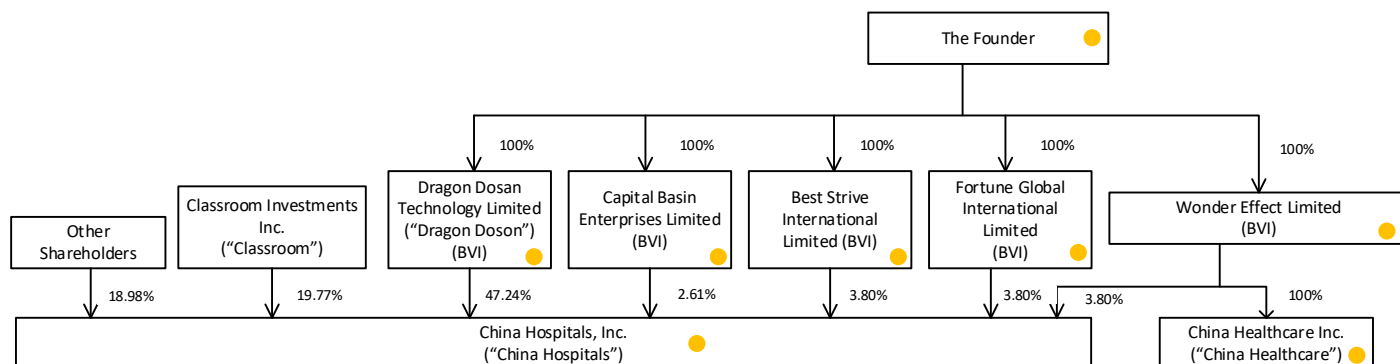 The Founder
100%
100%
100%
100%
100%
Dragon Dosan
Technology Limited
(“Dragon Doson”)
(BVI)
Capital Basin
Enterprises Limited
(BVI)
Best Strive
International
Limited (BVI)
Fortune Global
International
Limited
(BVI)
Wonder Effect Limited
(BVI)
Classroom Investments
Inc.
(“Classroom”)
Other
Shareholders
18.98%
19.77%
47.24%
2.61%
3.80%
3.80%
3.80%
100%
China Hospitals, Inc.
(“China Hospitals”)
China Healthcare Inc.
(“China Healthcare”)